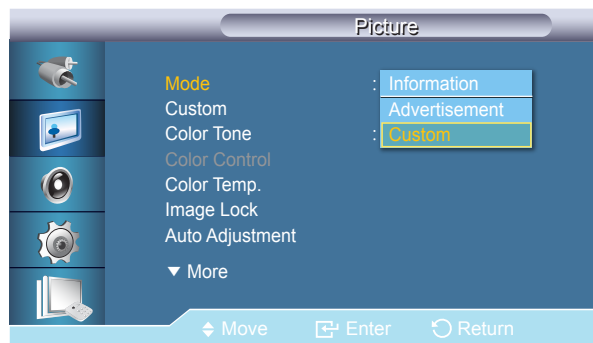 Picture
Mode : Information
Custom Advertisement
Color Tone : Custom
Color Control
Color Temp.
Image Lock
Auto Adjustment
▼ More
Move Enter Return